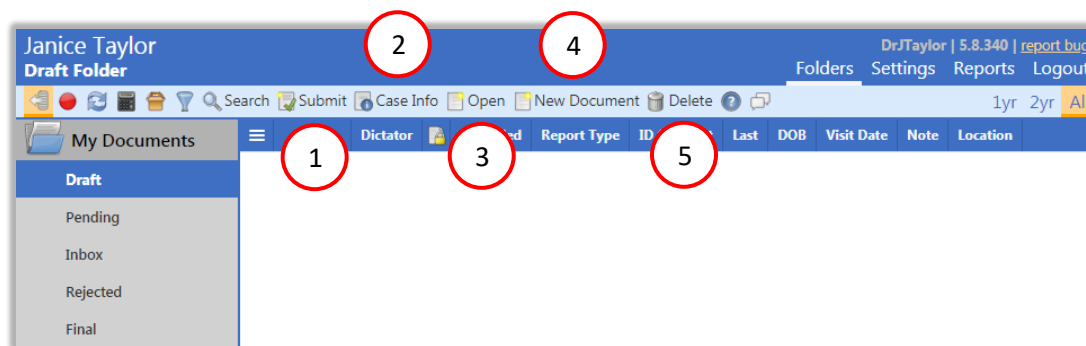 2
4
Janice Taylor
DrJTaylor | 5.8.340 | report bug
Draft Folder
Folders Settings Reports Logout
Search Submit Case Info Open New Document Delete 1yr 2yr
My Documents
1 Dictator 3 Report Type ID 5 Last DOB Visit Date Note Location
Draft
Pending
Inbox
Rejected
Final